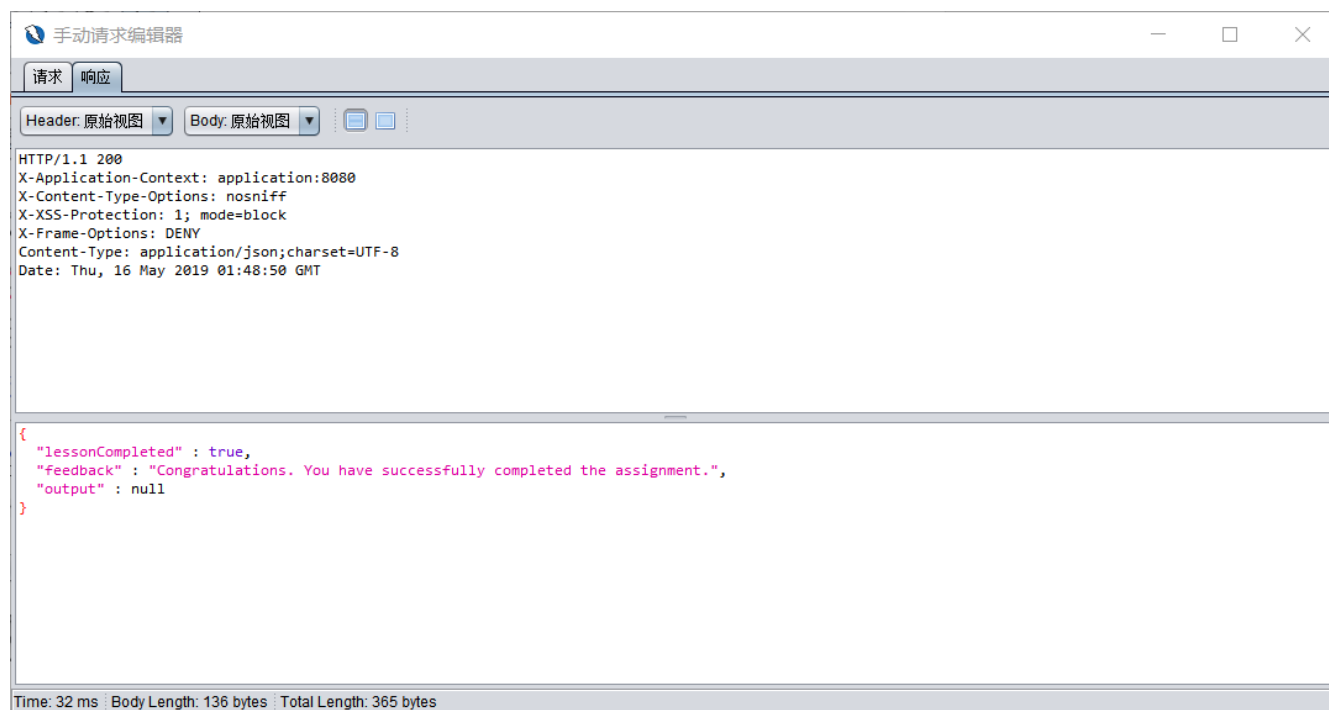 手动请求编辑器
请求 响应
Header: 原始视图 Body: 原始视图
HTTP/1.1 200
X-Application-Context: application:8080
X-Content-Type-Options: nosniff
X-XSS-Protection: 1; mode=block
X-Frame-Options: DENY
Content-Type: application/json;charset=UTF-8
Date: Thu, 16 May 2019 01:48:50 GMT
{
"lessonCompleted" : true,
"feedback" : "Congratulations. You have successfully completed the assignment.",
"output" : null
}
Time: 32 ms Body Length: 136 bytes Total Length: 365 bytes